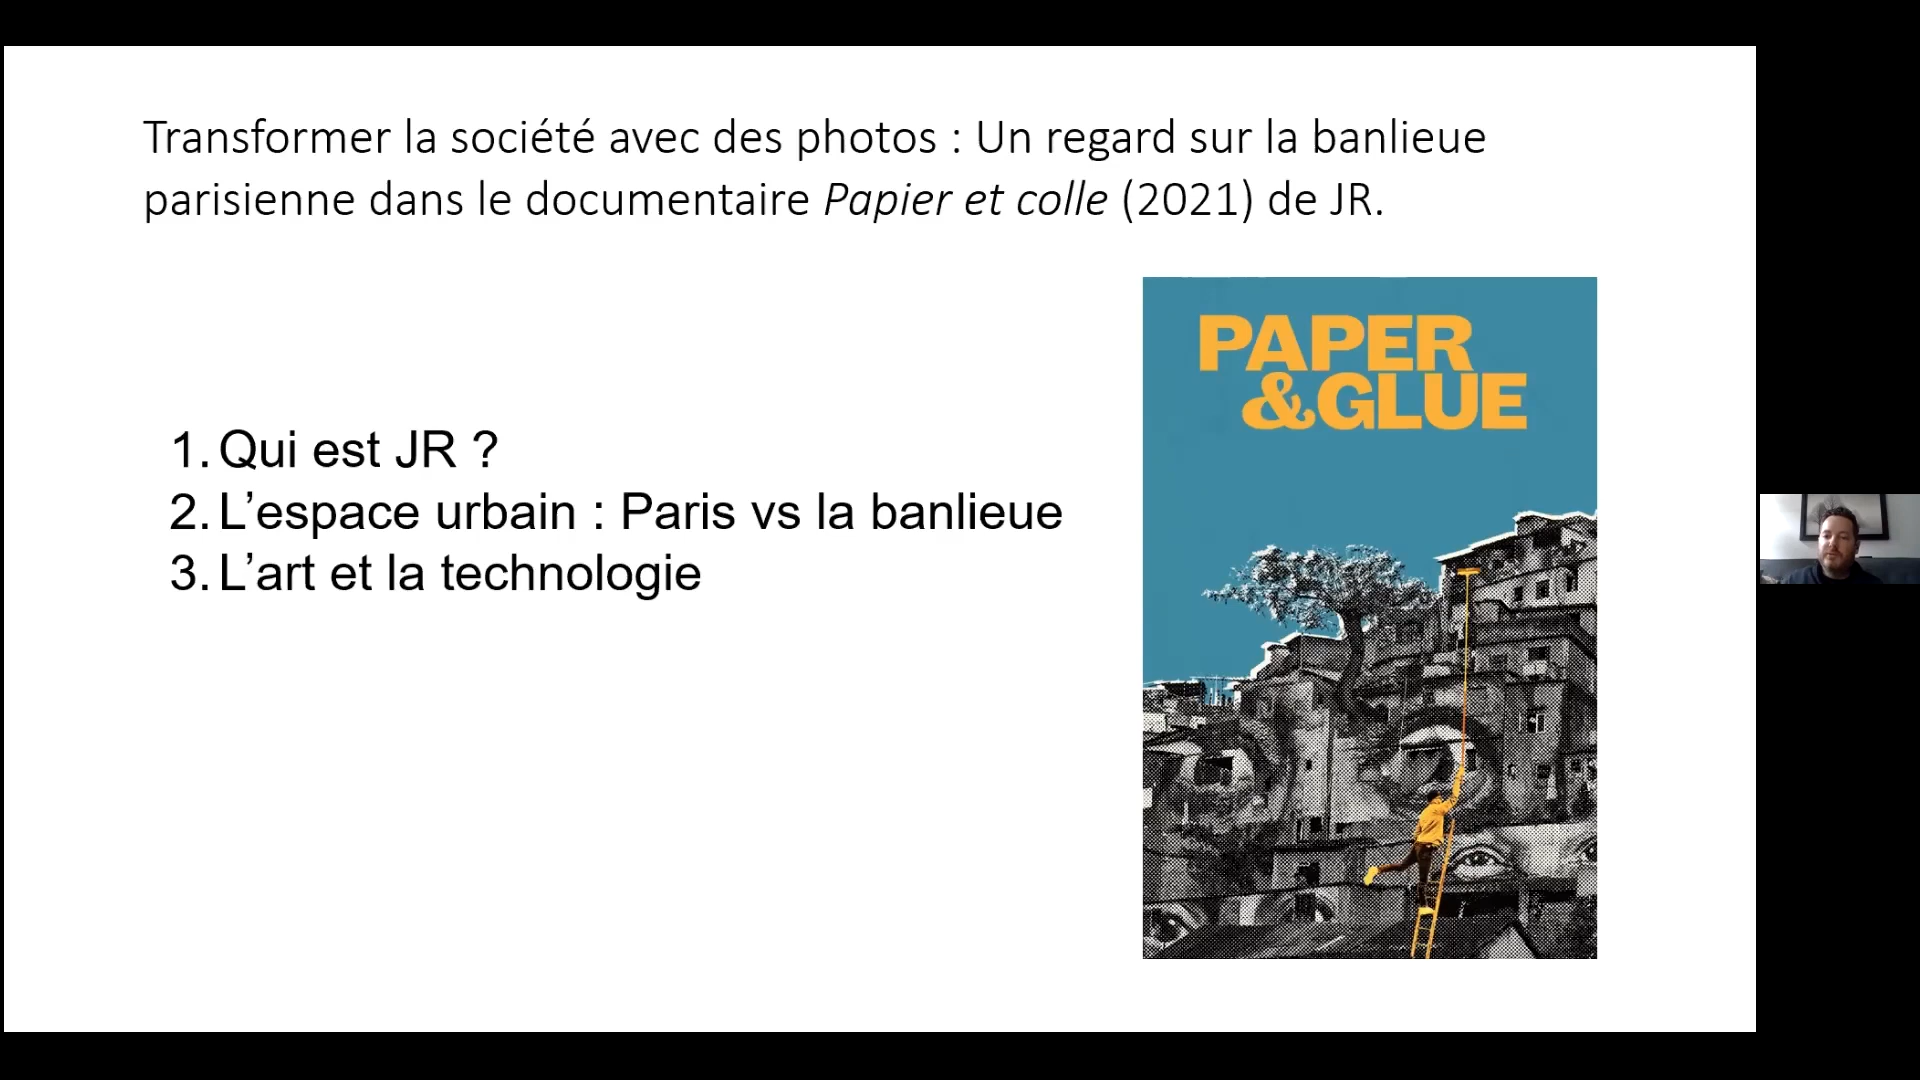 Transformer la société avec des photos : Un regard sur la banlieue
parisienne dans le documentaire Papier et colle (2021) de JR.
1. Qui est JR ?
2. L’espace urbain : Paris vs la banlieue
3. L’art et la technologie
PAPER
&GLUE